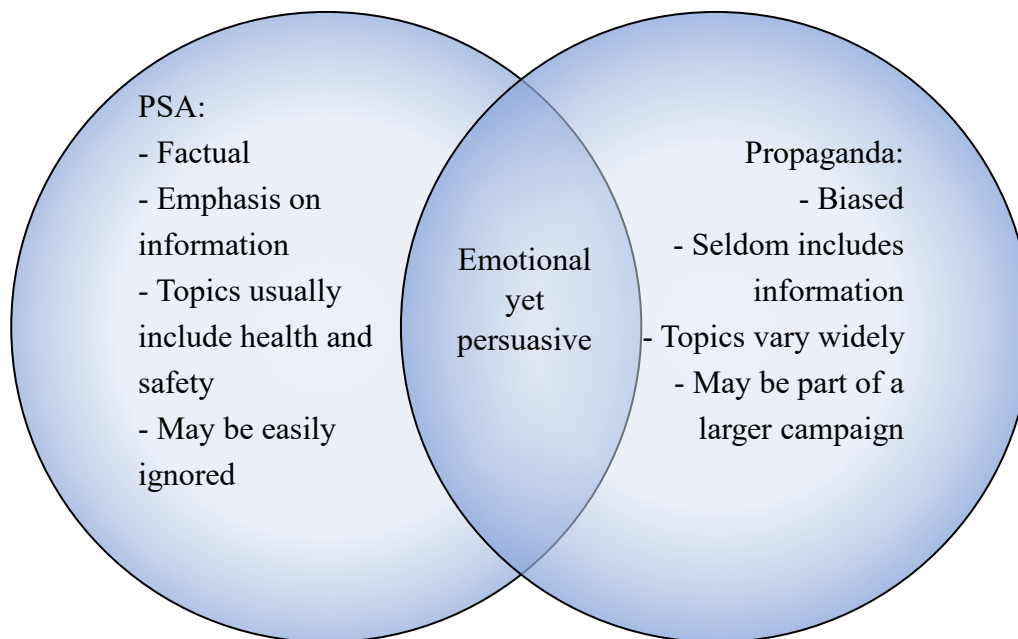 PSA:
- Factual
- Emphasis on
information
- Topics usually
include health and
safety
- May be easily
ignored
Emotional
yet
persuasive
Propaganda:
- Biased
- Seldom includes
information
- Topics vary widely
- May be part of a
larger campaign